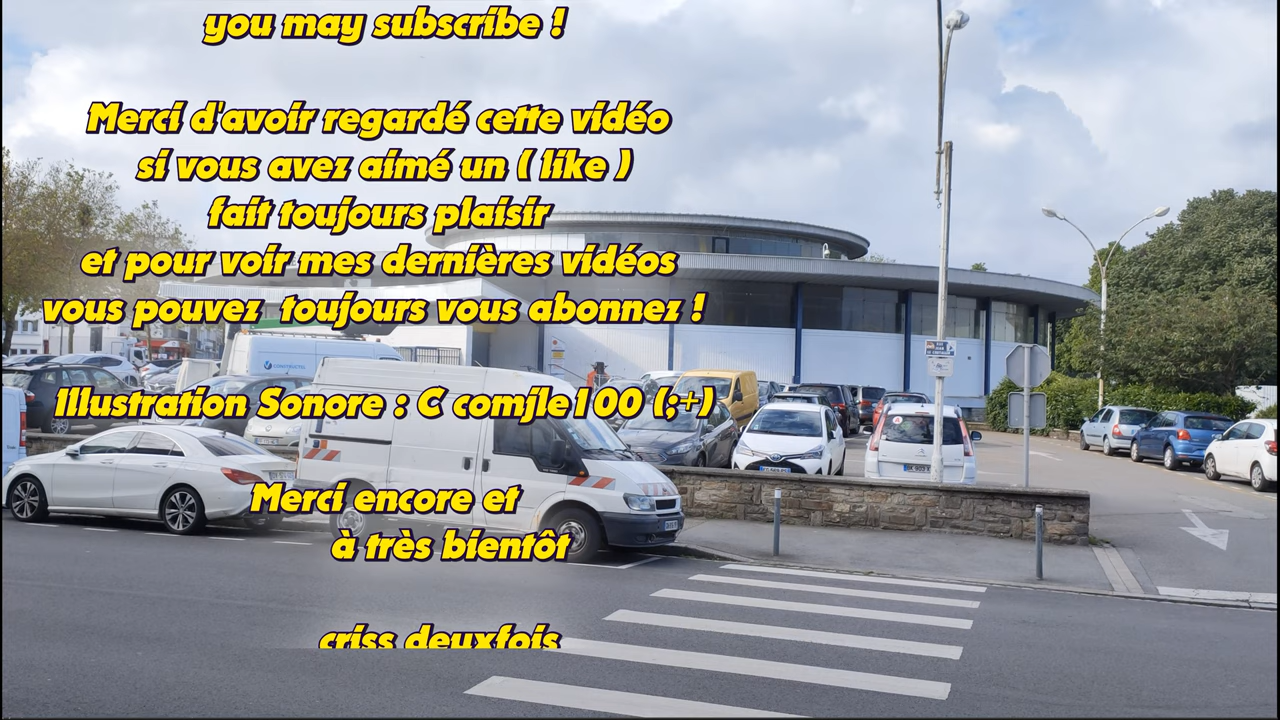 you may subscribe !
Merci d'avoir regardé cette vidéo
si vous avez aimé un ( like )
fait toujours plaisir
et pour voir mes dernières vidéos
vous pouvez  toujours vous abonnez !
Illustration Sonore : C comjle100 (;+)
Merci encore et
à très bientôt
criss deuxfois